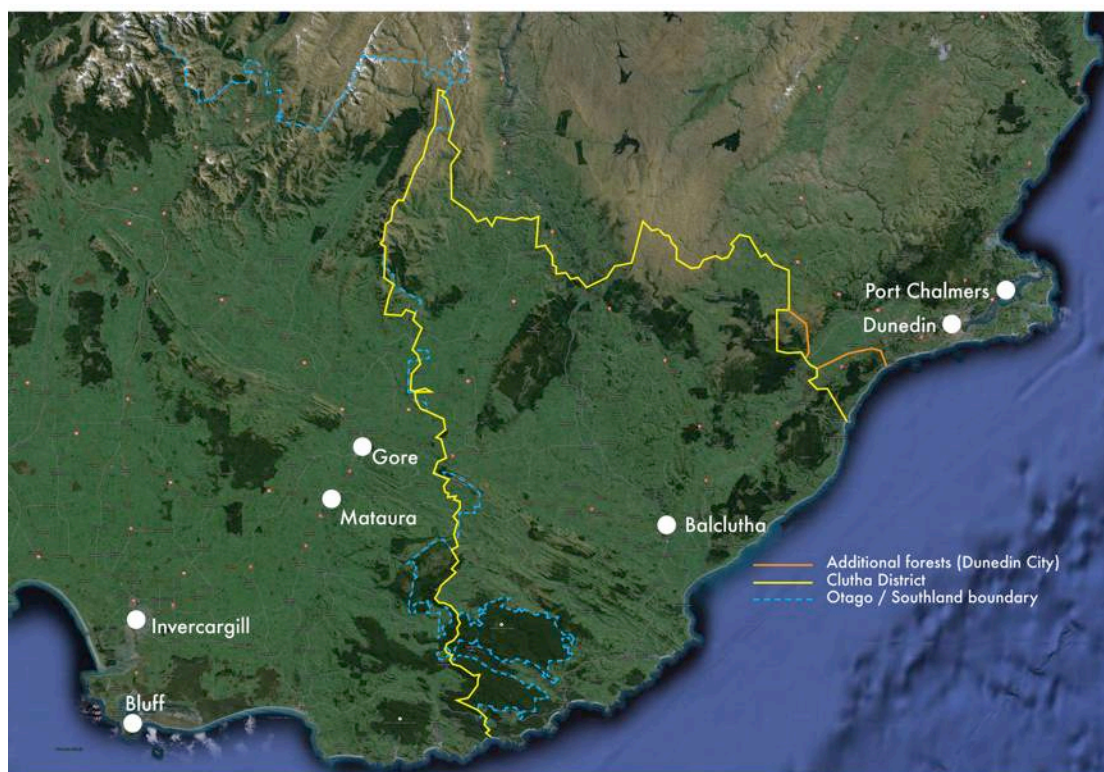 Port Chalmers
Dunedin
Gore
Mataura
Balclutha
Additional forests (Dunedin City)
Clutha District
Otago / Southland boundary
Invercargill
Bluff